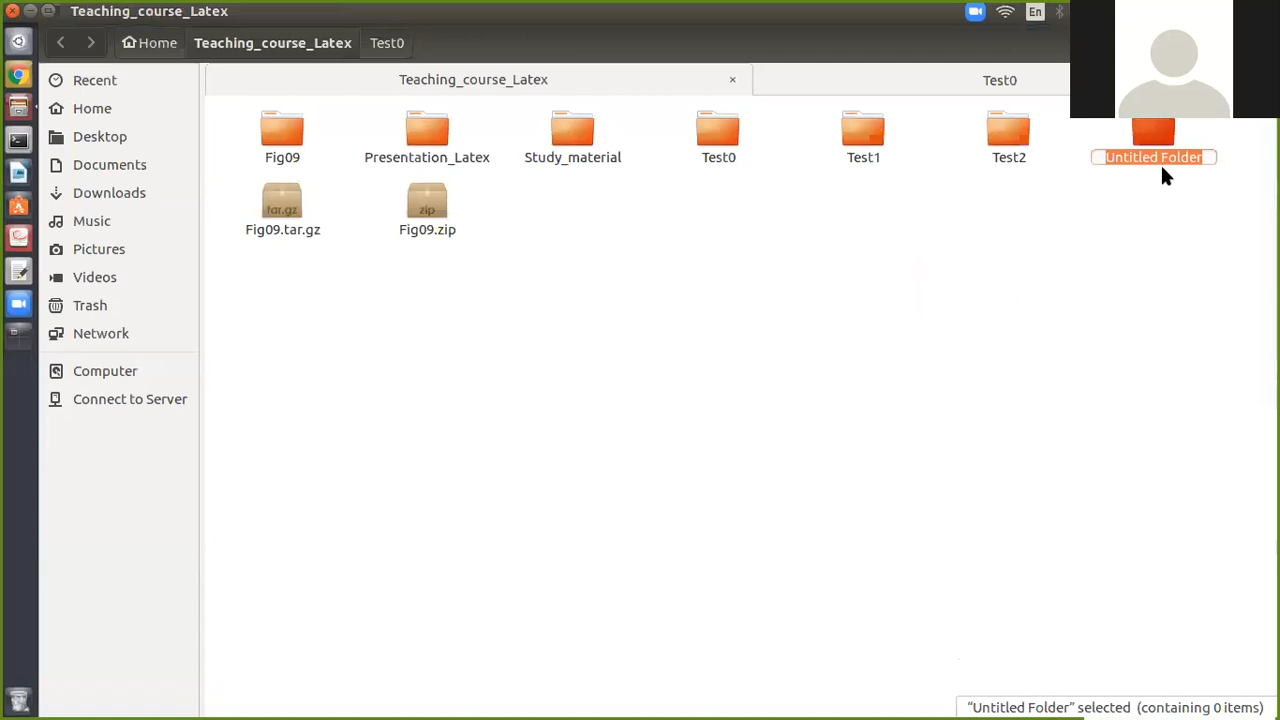 Teaching_course_Latex
En
Home
Teaching_course_Latex
Test0
Teaching_course_Latex ×
Test0
Recent
Home
Desktop
Documents
Downloads
Music
Pictures
Videos
Trash
Network
Computer
Connect to Server
Fig09
Presentation_Latex
Study_material
Test0
Test1
Test2
Untitled Folder
tar.gz
zip
Fig09.tar.gz
Fig09.zip
“Untitled Folder” selected (containing 0 items)